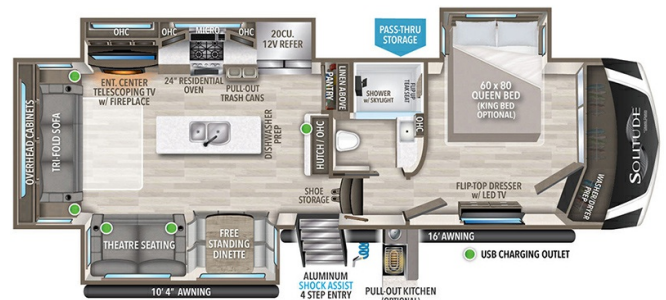 OHC
MICRO
OHC
20CU.
12V REFER
PASS-THRU
STORAGE
ENT. CENTER
TELESCOPING TV
w/ FIREPLACE
24" RESIDENTIAL
OVEN
PULL-OUT
TRASH CANS
PANTRY
LINEN ABOVE
SHOWER
w/ SKYLIGHT
FLIP-UP
TEAK SEAT
60 x 80
QUEEN BED
(KING BED
OPTIONAL)
OVERHEAD CABINETS
TRI-FOLD SOFA
DISHWASHER
PREP
HUTCH / OHC
OHC
SOLITUDE
WASHER/DRYER
PREP
SHOE
STORAGE
FLIP-TOP DRESSER
w/ LED TV
THEATRE SEATING
FREE
STANDING
DINETTE
16' AWNING
USB CHARGING OUTLET
ALUMINUM
SHOCK ASSIST
4 STEP ENTRY
10' 4" AWNING
PULL-OUT KITCHEN
(OPTIONAL)